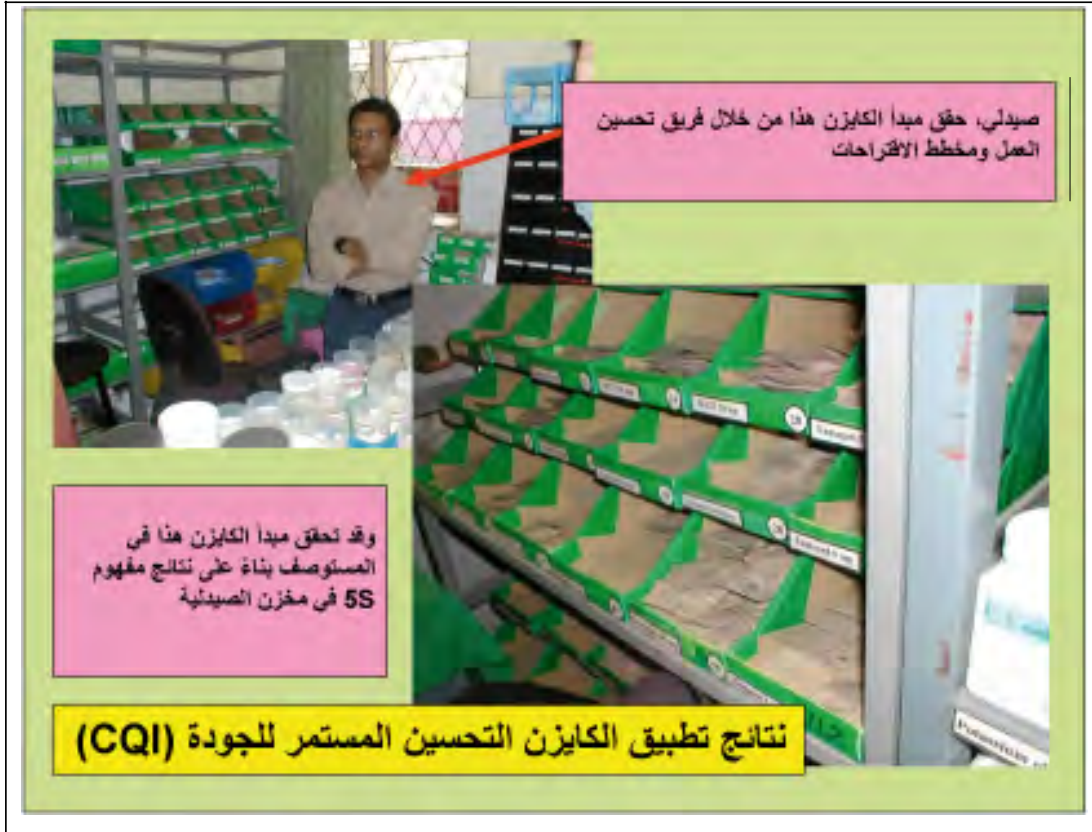 صيدلي، حقق مبدأ الكايزن هذا من خلال فريق تحسين
العمل ومخطط الاقتراحات
وقد تحقق مبدأ الكايزن هذا في
المستوصف بناءً على نتائج مفهوم
5S في مخزن الصيدلية
نتائج تطبيق الكايزن التحسين المستمر للجودة (CQI)